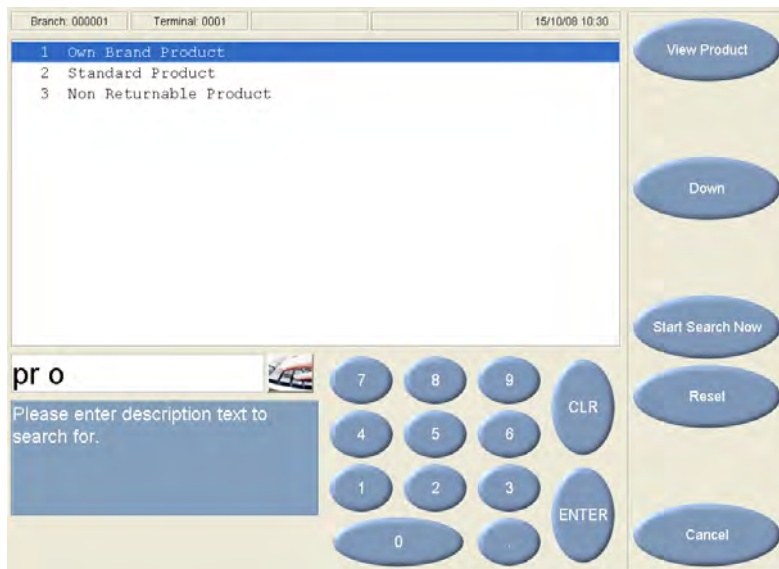 Branch: 000001 Terminal: 0001 15/10/08 10:30
1 Own Brand Product
2 Standard Product
3 Non Returnable Product
View Product
Down
Start Search Now
Reset
Cancel
pr o
Please enter description text to
search for.
7 8 9 CLR
4 5 6
1 2 3 ENTER
0 .